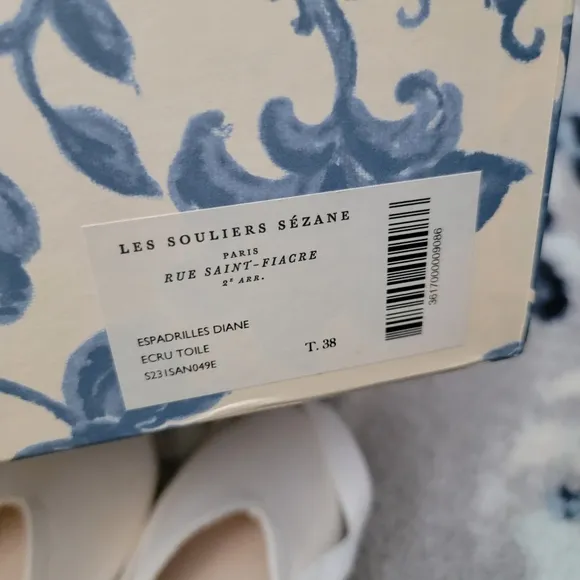 LES SOULIERS SÉZANE
PARIS
RUE SAINT-FIACRE
2e ARR.
ESPADRILLES DIANE
ECRU TOILE
S231SAN049E
T. 38
3617000009086